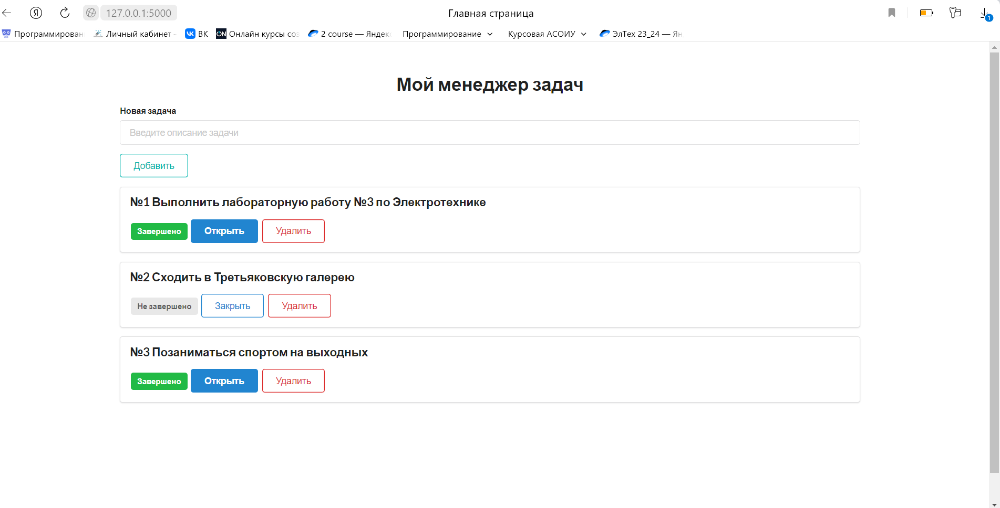 127.0.0.1:5000 Главная страница 1
Программирован Личный кабинет - ВК ON Онлайн курсы соз 2 course — Яндекс Программирование Курсовая АСОИУ ЭлТех 23_24 — Ян
Мой менеджер задач
Новая задача
Введите описание задачи
Добавить
№1 Выполнить лабораторную работу №3 по Электротехнике
Завершено Открыть Удалить
№2 Сходить в Третьяковскую галерею
Не завершено Закрыть Удалить
№3 Позаниматься спортом на выходных
Завершено Открыть Удалить